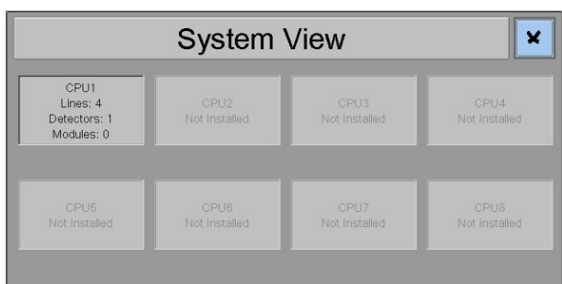 System View
CPU1
Lines: 4
Detectors: 1
Modules: 0
CPU2
Not Installed
CPU3
Not Installed
CPU4
Not Installed
CPU5
Not Installed
CPU6
Not Installed
CPU7
Not Installed
CPU8
Not Installed